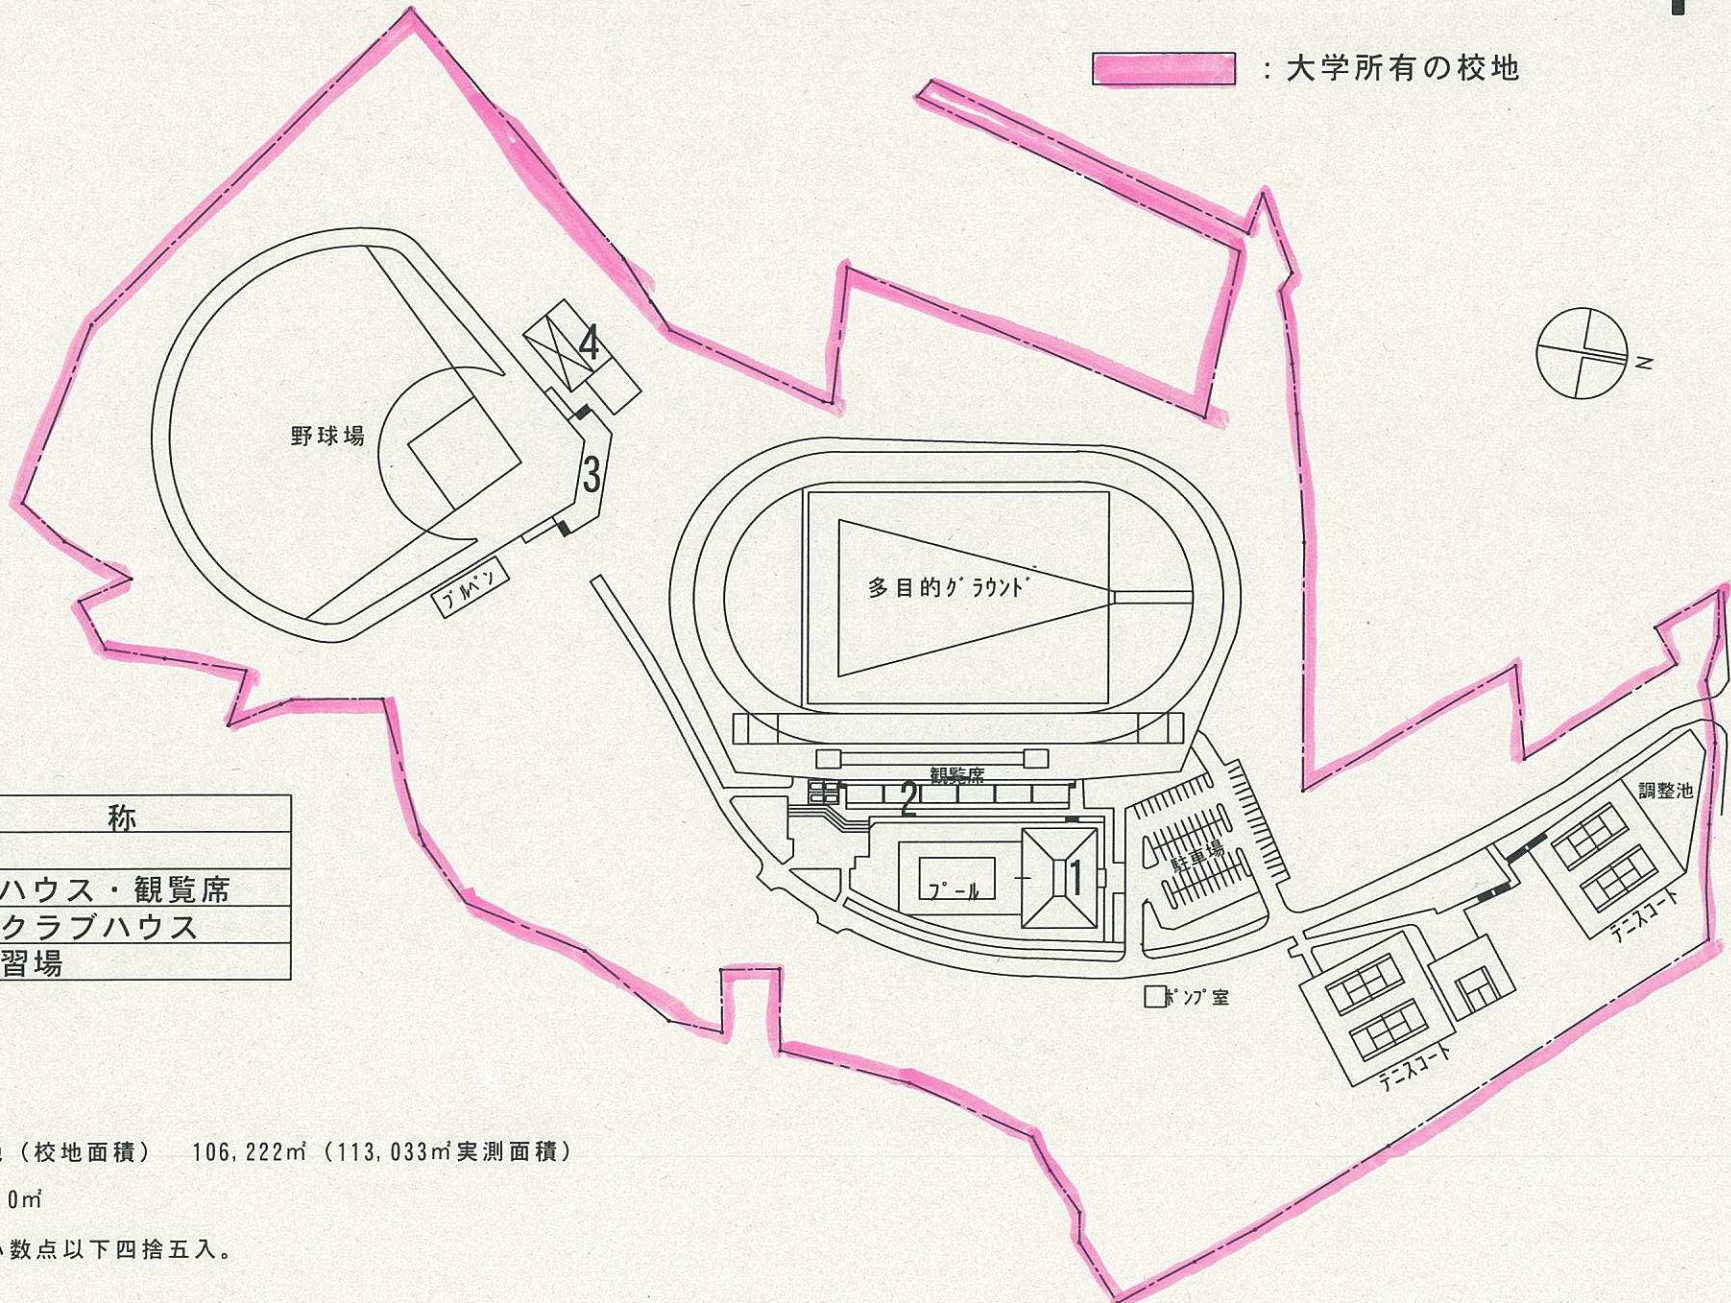 ：大学所有の校地
N
4
野球場
3
ブルペン
多目的グラウンド
観覧席
2
調整池
駐車場
1
プール
テニスコート
ポンプ室
テニスコート
称
ハウス・観覧席
クラブハウス
習場
（校地面積） 106,222㎡（113,033㎡実測面積）
0㎡
数点以下四捨五入。